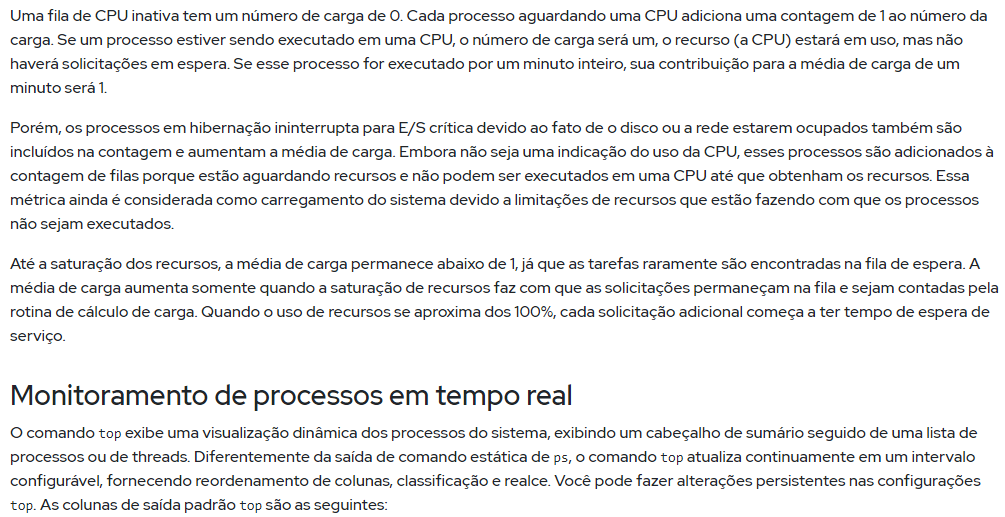 Uma fila de CPU inativa tem um número de carga de 0. Cada processo aguardando uma CPU adiciona uma contagem de 1 ao número da
carga. Se um processo estiver sendo executado em uma CPU, o número de carga será um, o recurso (a CPU) estará em uso, mas não
haverá solicitações em espera. Se esse processo for executado por um minuto inteiro, sua contribuição para a média de carga de um
minuto será 1.
Porém, os processos em hibernação ininterrupta para E/S crítica devido ao fato de o disco ou a rede estarem ocupados também são
incluídos na contagem e aumentam a média de carga. Embora não seja uma indicação do uso da CPU, esses processos são adicionados à
contagem de filas porque estão aguardando recursos e não podem ser executados em uma CPU até que obtenham os recursos. Essa
métrica ainda é considerada como carregamento do sistema devido a limitações de recursos que estão fazendo com que os processos
não sejam executados.
Até a saturação dos recursos, a média de carga permanece abaixo de 1, já que as tarefas raramente são encontradas na fila de espera. A
média de carga aumenta somente quando a saturação de recursos faz com que as solicitações permaneçam na fila e sejam contadas pela
rotina de cálculo de carga. Quando o uso de recursos se aproxima dos 100%, cada solicitação adicional começa a ter tempo de espera de
serviço.
Monitoramento de processos em tempo real
O comando top exibe uma visualização dinâmica dos processos do sistema, exibindo um cabeçalho de sumário seguido de uma lista de
processos ou de threads. Diferentemente da saída de comando estática de ps, o comando top atualiza continuamente em um intervalo
configurável, fornecendo reordenamento de colunas, classificação e realce. Você pode fazer alterações persistentes nas configurações
top. As colunas de saída padrão top são as seguintes: